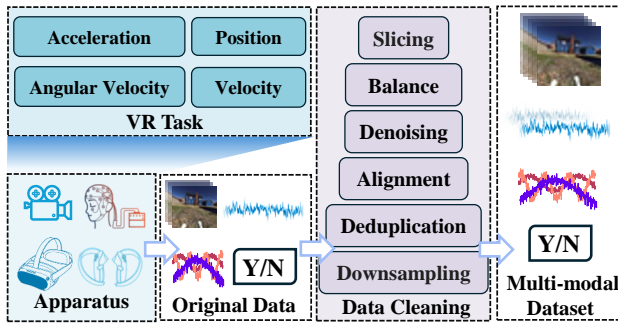 Acceleration
Position
Angular Velocity
Velocity
VR Task
Apparatus
Y/N
Original Data
Slicing
Balance
Denoising
Alignment
Deduplication
Downsampling
Data Cleaning
Y/N
Multi-modal
Dataset